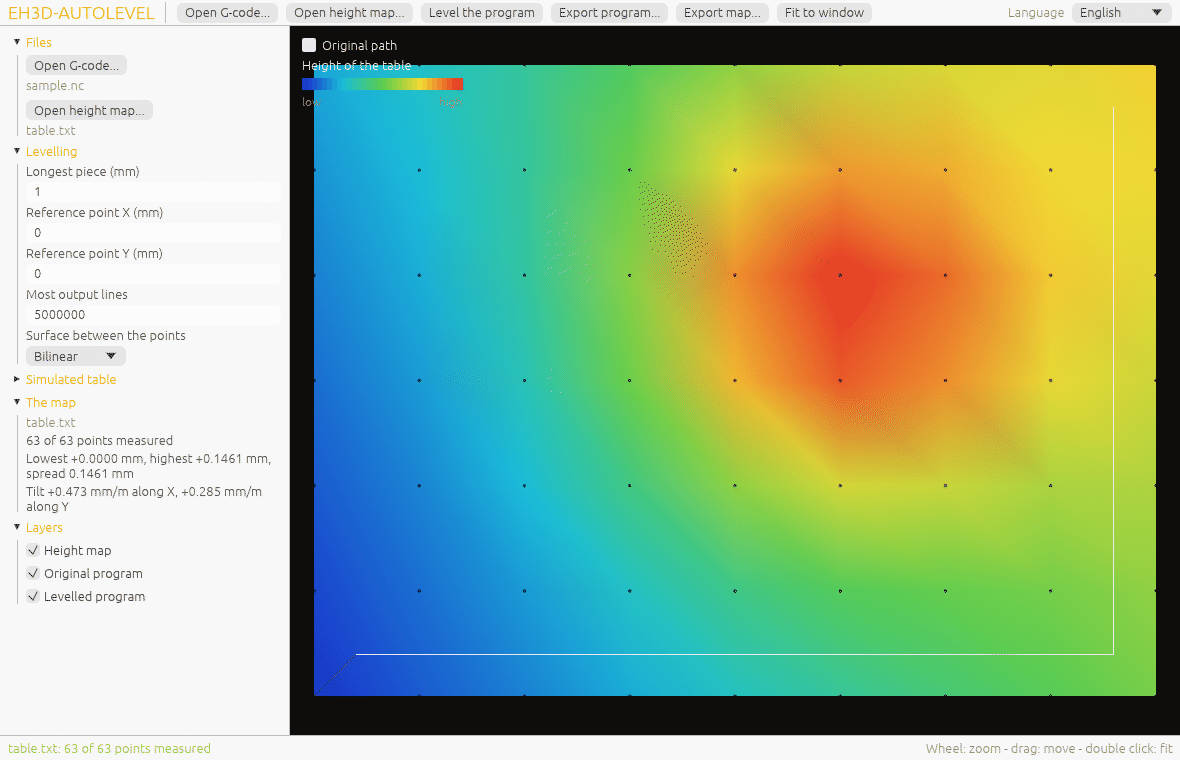 EH3D-AUTOLEVEL
Open G-code...
Open height map...
Level the program
Export program...
Export map...
Fit to window
Language
English
Files
Open G-code...
sample.nc
Open height map...
table.txt
Levelling
Longest piece (mm)
1
Reference point X (mm)
0
Reference point Y (mm)
0
Most output lines
5000000
Surface between the points
Bilinear
Simulated table
The map
table.txt
63 of 63 points measured
Lowest +0.0000 mm, highest +0.1461 mm,
spread 0.1461 mm
Tilt +0.473 mm/m along X, +0.285 mm/m
along Y
Layers
Height map
Original program
Levelled program
Original path
Height of the table
low
table.txt: 63 of 63 points measured
Wheel: zoom - drag: move - double click: fit